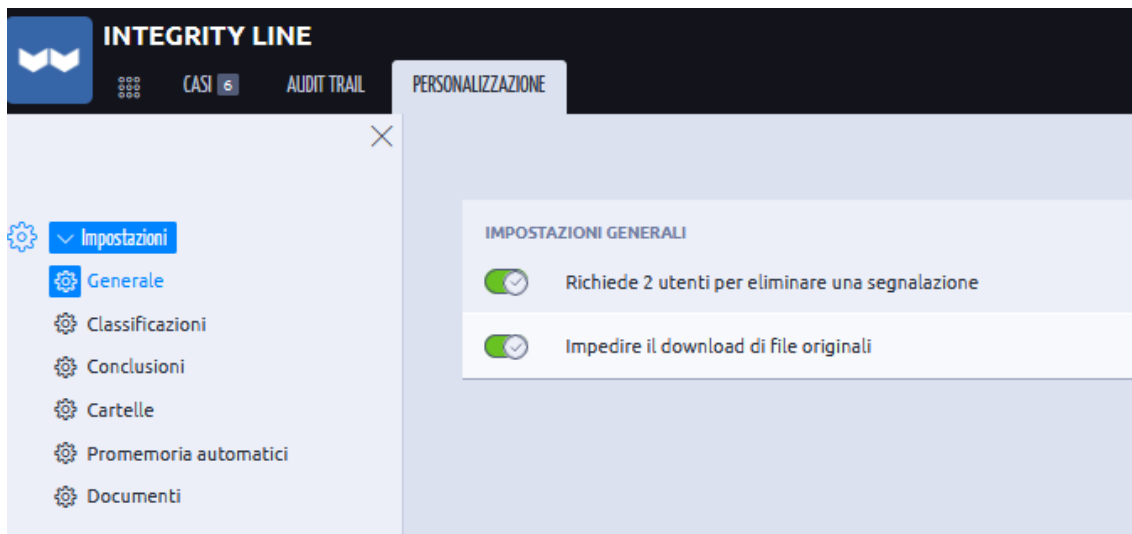 INTEGRITY LINE
CASI 6 AUDIT TRAIL PERSONALIZZAZIONE
Impostazioni
Generale
Classificazioni
Conclusioni
Cartelle
Promemoria automatici
Documenti
IMPOSTAZIONI GENERALI
Richiede 2 utenti per eliminare una segnalazione
Impedire il download di file originali